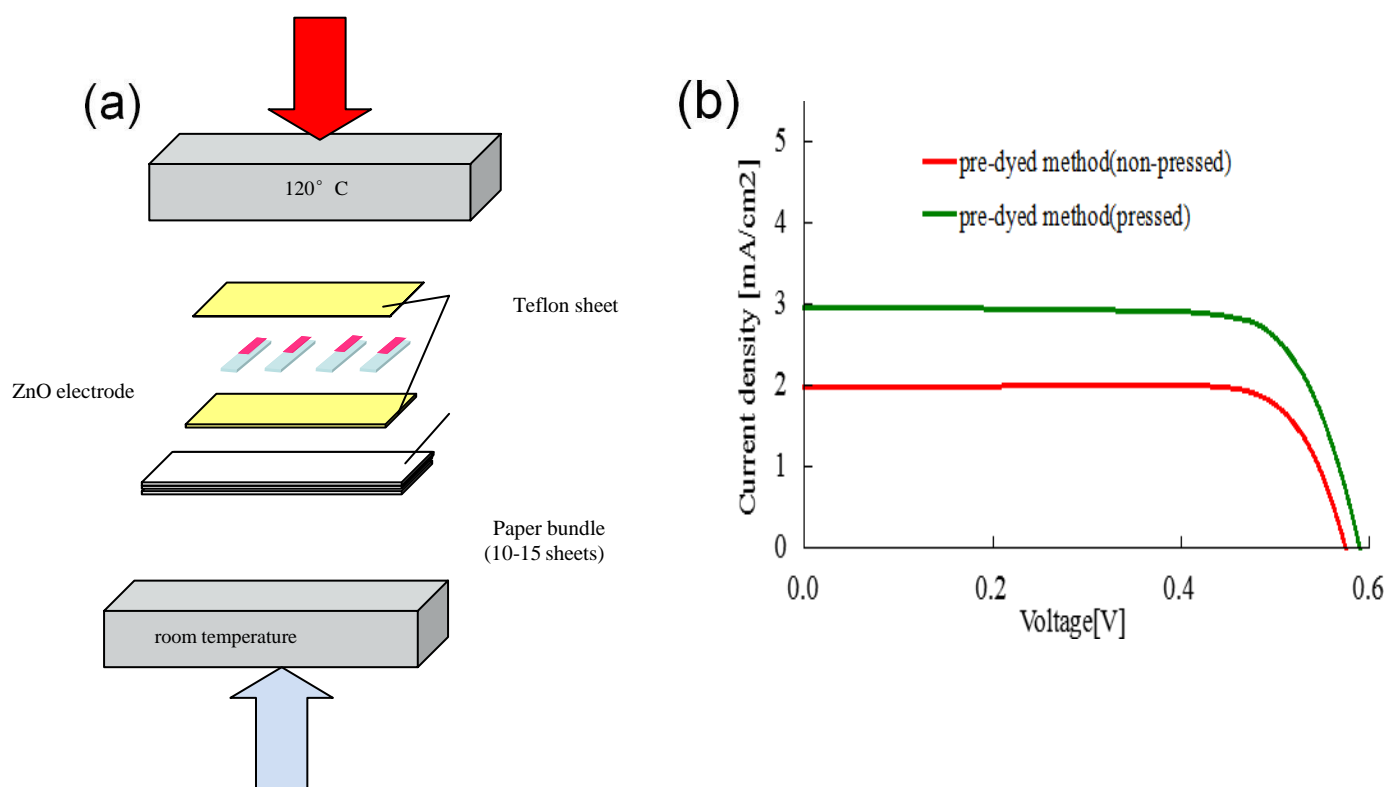 (a)
120° C
Teflon sheet
ZnO electrode
Paper bundle
(10-15 sheets)
room temperature
(b)
Current density [mA/cm2]
5
4
3
2
1
0
pre-dyed method(non-pressed)
pre-dyed method(pressed)
0.0
0.2
0.4
0.6
Voltage[V]